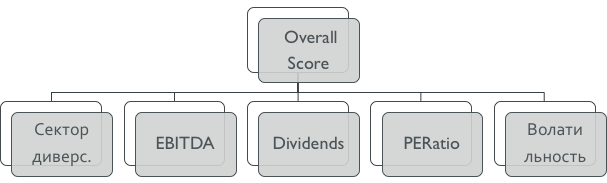 Overall
Score
Сектор
диверс.
EBITDA
Dividends
PERatio
Волати
льность